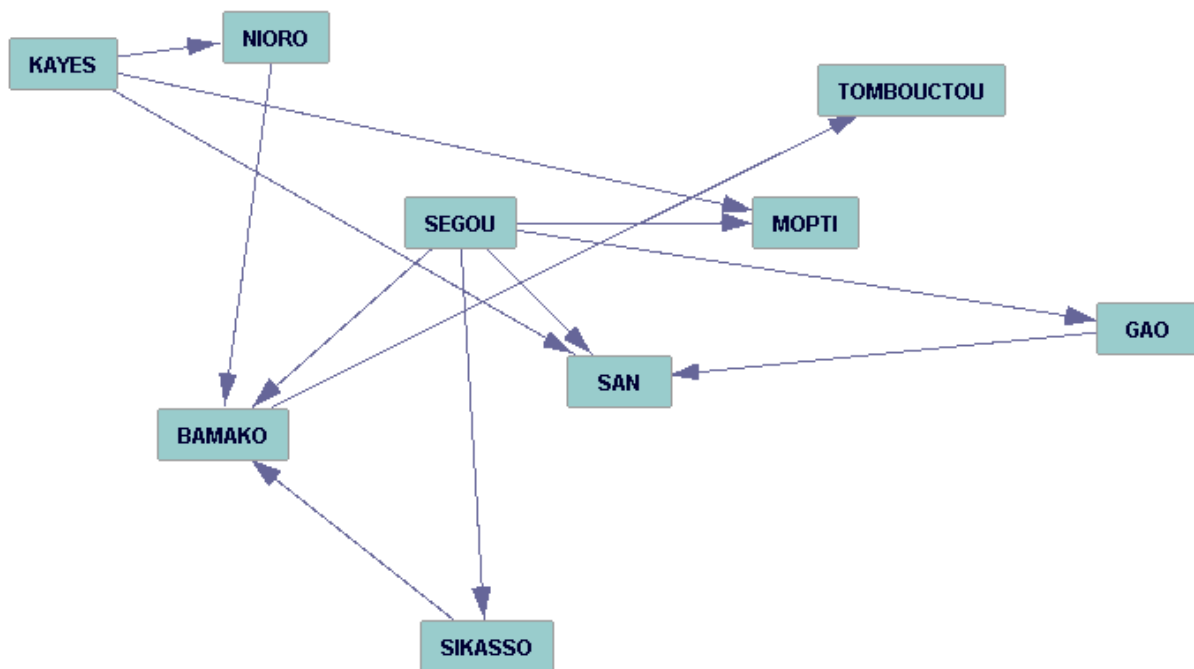 NIORO
KAYES
TOMBOUCTOU
SEGOU
MOPTI
GAO
SAN
BAMAKO
SIKASSO